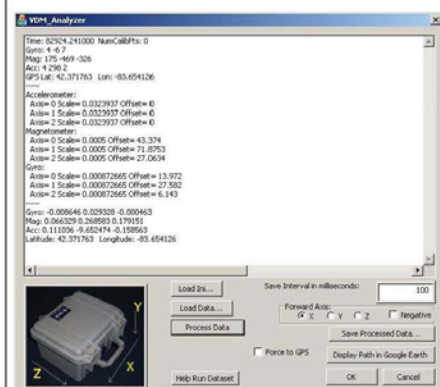 VDM_Analyzer
Time: 82924.241000 NumCalibPts: 0
Gyro: 4 -6 7
Mag: 175 -469 -326
Acc: 4 298 2
GPS Lat: 42.371763 Lon: -83.654126
-----
Accelerometer:
Axis= 0 Scale= 0.0323937 Offset= 0
Axis= 1 Scale= 0.0323937 Offset= 0
Axis= 2 Scale= 0.0323937 Offset= 0
Magnetometer:
Axis= 0 Scale= 0.0005 Offset= 43.374
Axis= 1 Scale= 0.0005 Offset= 71.8753
Axis= 2 Scale= 0.0005 Offset= 27.0634
Gyro:
Axis= 0 Scale= 0.000872665 Offset= 13.972
Axis= 1 Scale= 0.000872665 Offset= 27.582
Axis= 2 Scale= 0.000872665 Offset= 6.143
-----
Gyro: -0.008646 0.029328 -0.000463
Mag: 0.066329 0.268583 0.179151
Acc: 0.111036 -9.652474 -0.158563
Latitude: 42.371763 Longitude: -83.654126
Load Ini...
Save Interval in milliseconds:
100
Load Data...
Forward Axis:
X Y Z Negative
Process Data
Save Processed Data...
Force to GPS
Display Path in Google Earth
Help Run Dataset
OK
Cancel
Y
Z
X